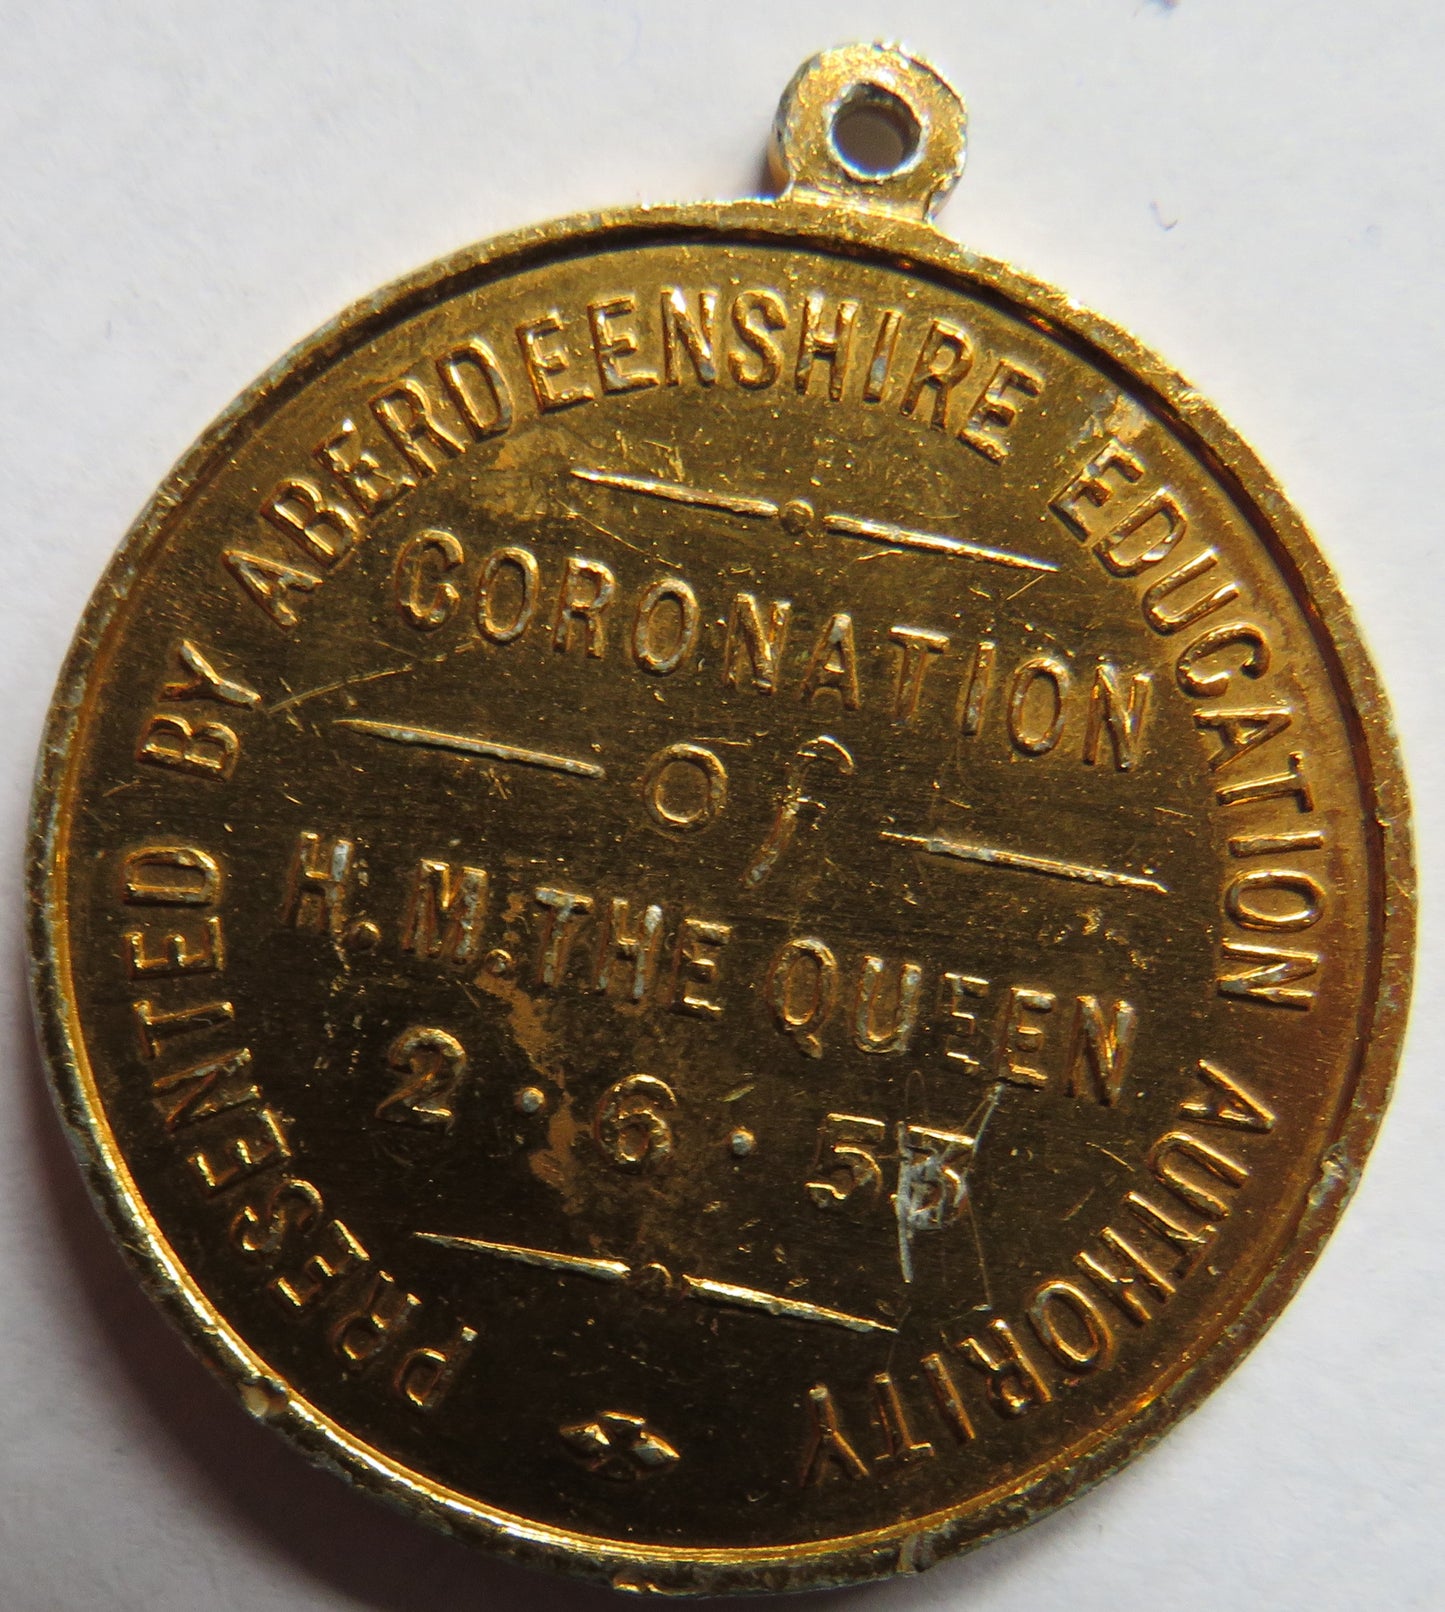 PRESENTED BY ABERDEENSHIRE EDUCATION AUTHORITY
CORONATION
Of
H.M.THE QUEEN
2·6·53